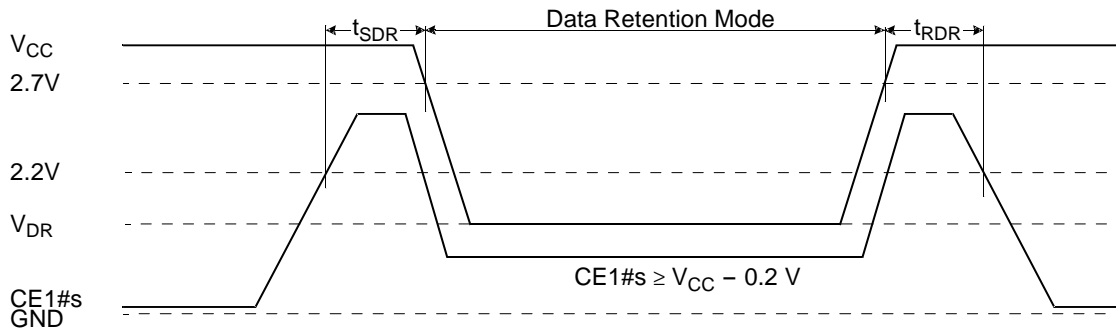 Data Retention Mode
tSDR
tRDR
VCC
2.7V
2.2V
VDR
CE1#s ≥ VCC – 0.2 V
CE1#s
GND